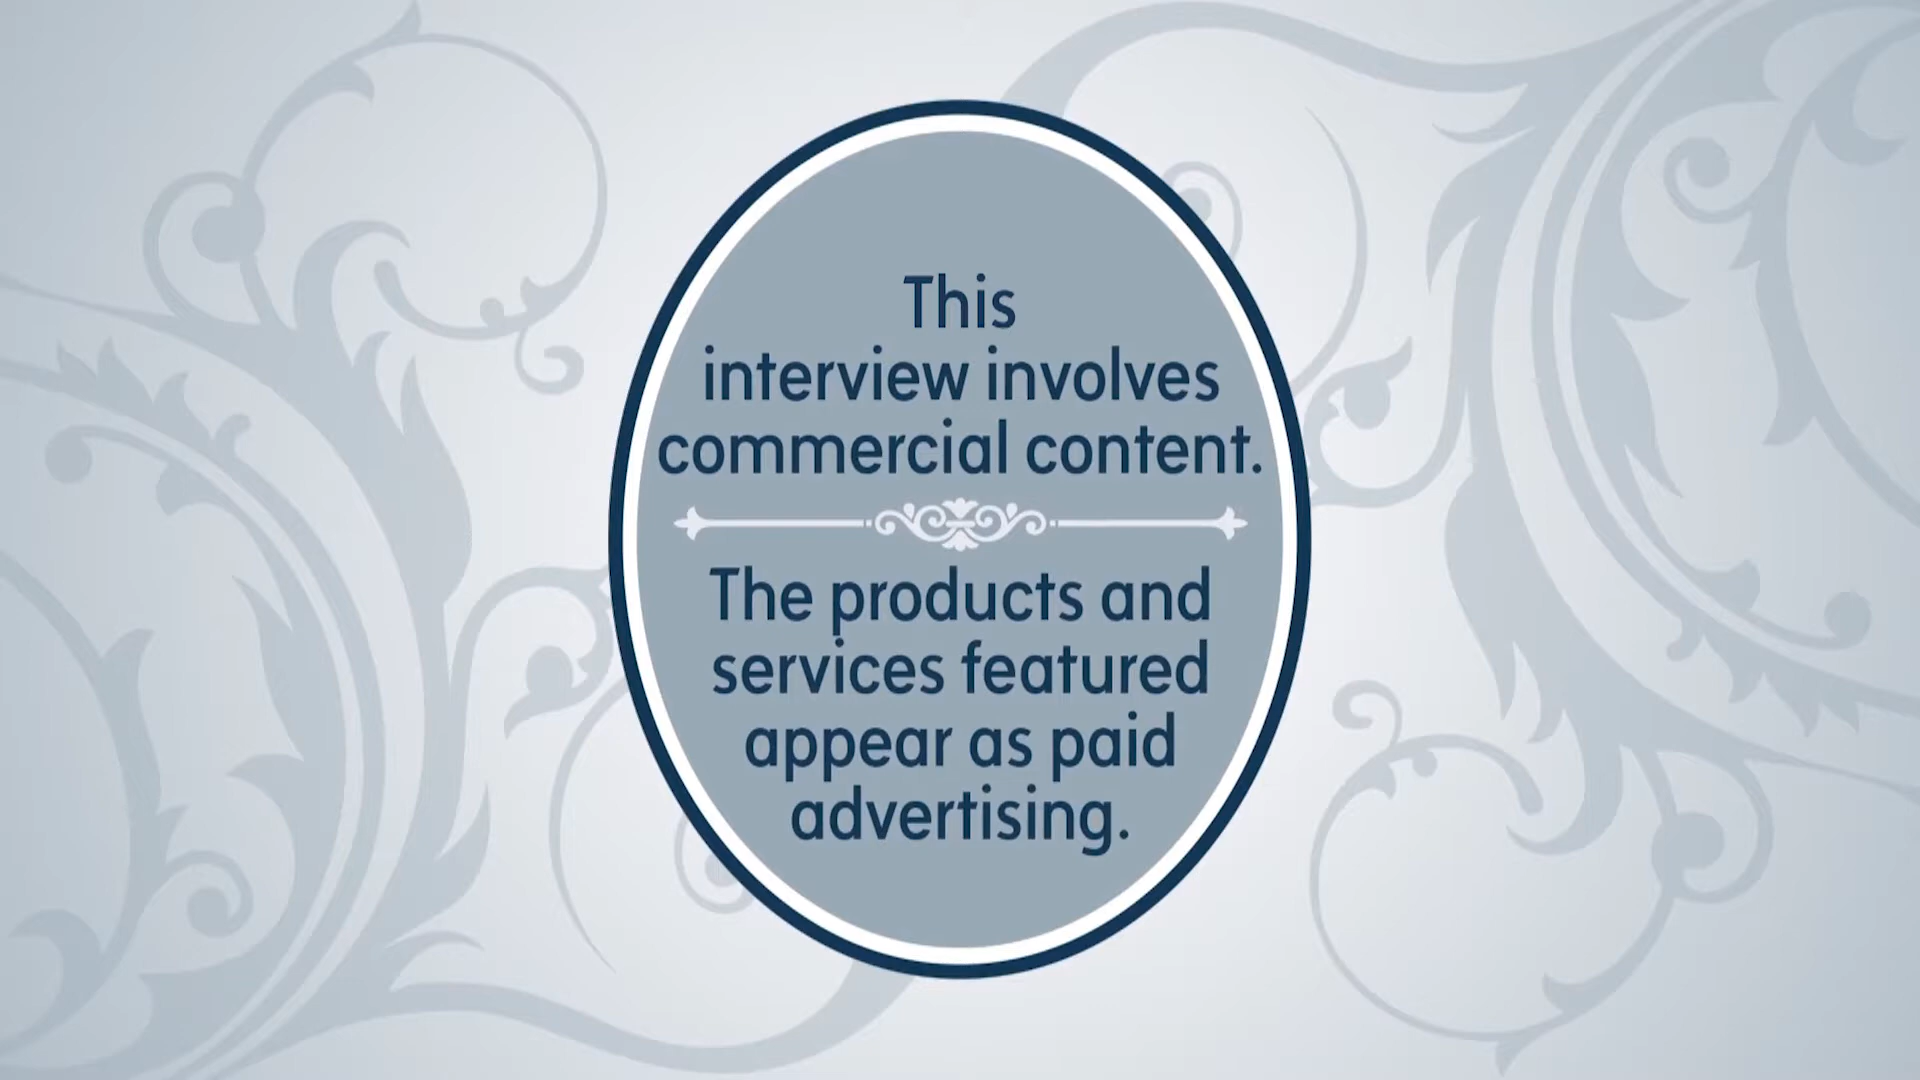 This
interview involves
commercial content.
The products and
services featured
appear as paid
advertising.